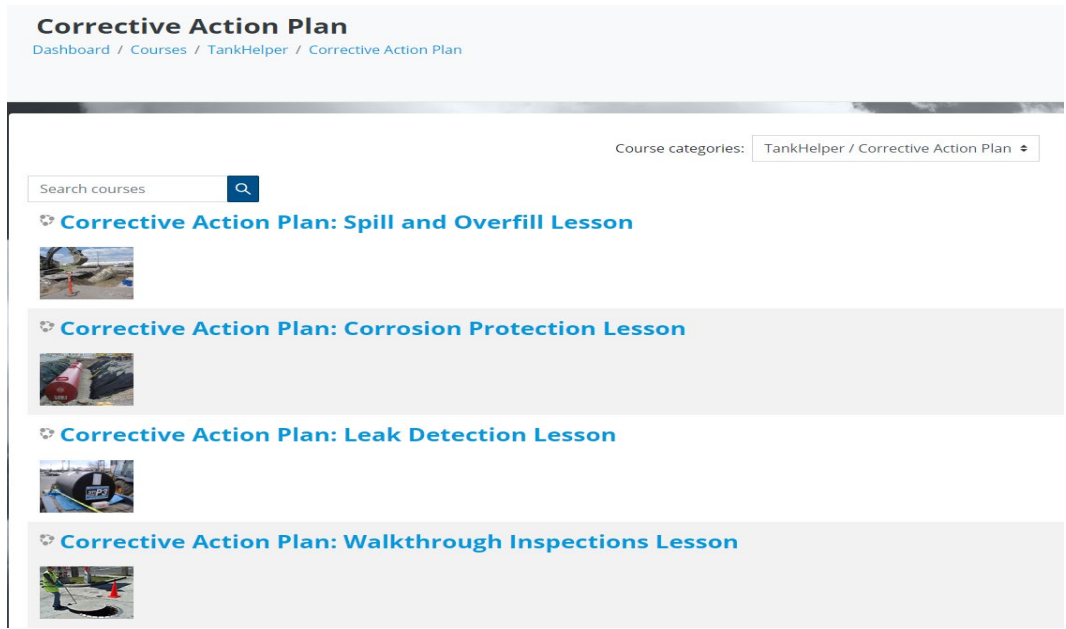 Corrective Action Plan
Dashboard / Courses / TankHelper / Corrective Action Plan
Course categories: TankHelper / Corrective Action Plan
Search courses
Corrective Action Plan: Spill and Overfill Lesson
Corrective Action Plan: Corrosion Protection Lesson
Corrective Action Plan: Leak Detection Lesson
P3
Corrective Action Plan: Walkthrough Inspections Lesson